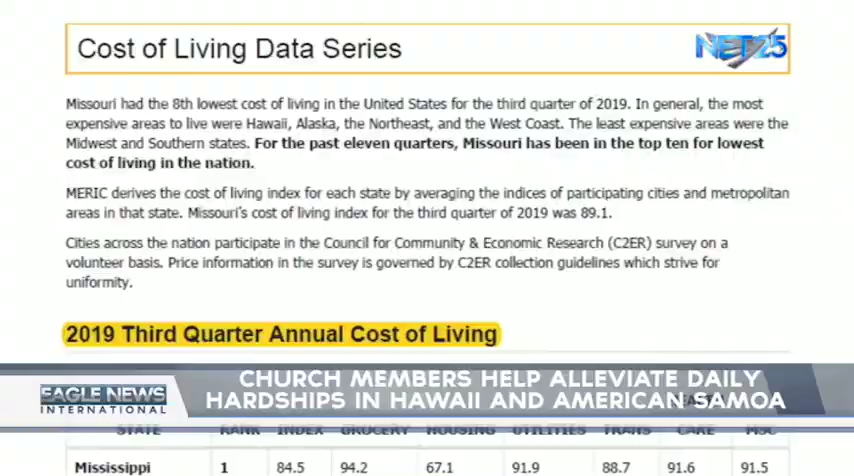 Cost of Living Data Series
NET25
Missouri had the 8th lowest cost of living in the United States for the third quarter of 2019. In general, the most
expensive areas to live were Hawaii, Alaska, the Northeast, and the West Coast. The least expensive areas were the
Midwest and Southern states. For the past eleven quarters, Missouri has been in the top ten for lowest
cost of living in the nation.
MERIC derives the cost of living index for each state by averaging the indices of participating cities and metropolitan
areas in that state. Missouri's cost of living index for the third quarter of 2019 was 89.1.
Cities across the nation participate in the Council for Community & Economic Research (C2ER) survey on a
volunteer basis. Price information in the survey is governed by C2ER collection guidelines which strive for
uniformity.
2019 Third Quarter Annual Cost of Living
EAGLE NEWS
INTERNATIONAL
CHURCH MEMBERS HELP ALLEVIATE DAILY
HARDSHIPS IN HAWAII AND AMERICAN SAMOA
STATE RANK INDEX GROCERY HOUSING UTILITIES TRANS CARE MSC
Mississippi 1 84.5 94.2 67.1 91.9 88.7 91.6 91.5